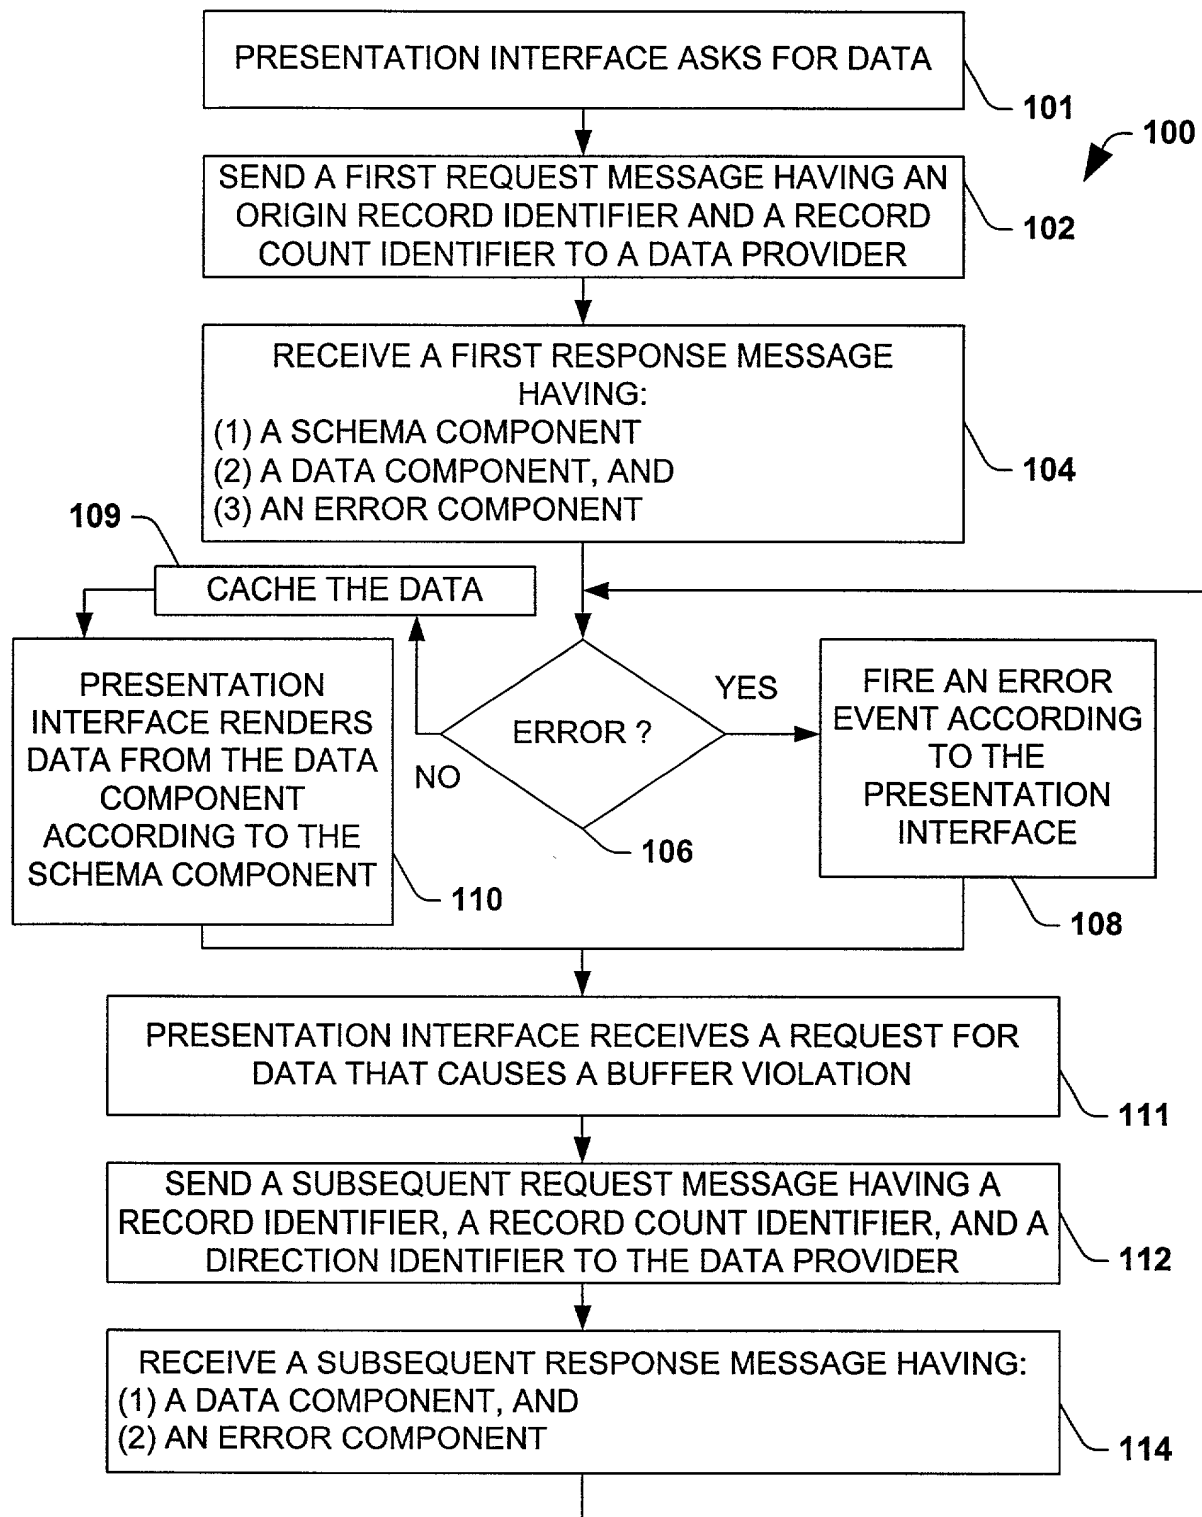 PRESENTATION INTERFACE ASKS FOR DATA
101
100
SEND A FIRST REQUEST MESSAGE HAVING AN
ORIGIN RECORD IDENTIFIER AND A RECORD
COUNT IDENTIFIER TO A DATA PROVIDER
102
RECEIVE A FIRST RESPONSE MESSAGE
HAVING:
(1) A SCHEMA COMPONENT
(2) A DATA COMPONENT, AND
(3) AN ERROR COMPONENT
104
109
CACHE THE DATA
PRESENTATION
INTERFACE RENDERS
DATA FROM THE DATA
COMPONENT
ACCORDING TO THE
SCHEMA COMPONENT
110
NO
ERROR ?
106
YES
FIRE AN ERROR
EVENT ACCORDING
TO THE
PRESENTATION
INTERFACE
108
PRESENTATION INTERFACE RECEIVES A REQUEST FOR
DATA THAT CAUSES A BUFFER VIOLATION
111
SEND A SUBSEQUENT REQUEST MESSAGE HAVING A
RECORD IDENTIFIER, A RECORD COUNT IDENTIFIER, AND A
DIRECTION IDENTIFIER TO THE DATA PROVIDER
112
RECEIVE A SUBSEQUENT RESPONSE MESSAGE HAVING:
(1) A DATA COMPONENT, AND
(2) AN ERROR COMPONENT
114